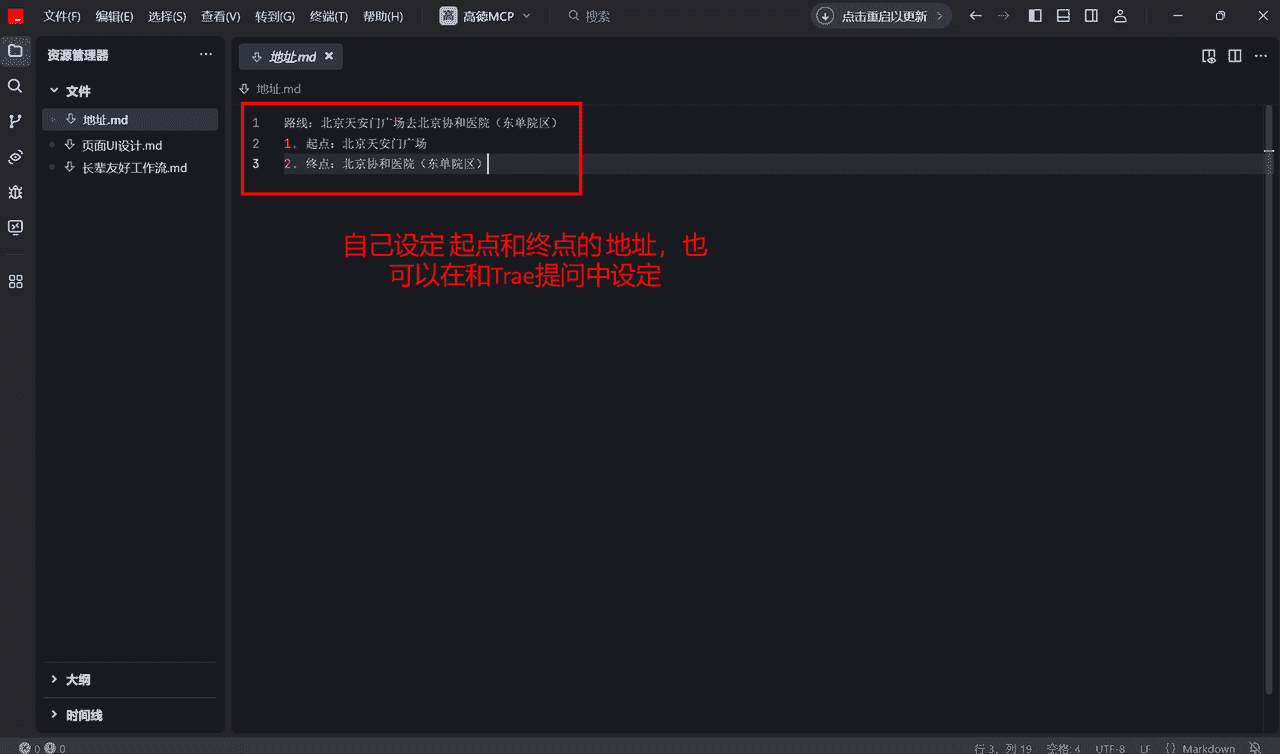 文件(F) 编辑(E) 选择(S) 查看(V) 转到(G) 终端(T) 帮助(H) 高 高德MCP 搜索 点击重启以更新
资源管理器
文件
地址.md
页面UI设计.md
长辈友好工作流.md
大纲
时间线
地址.md
地址.md
1 路线：北京天安门广场去北京协和医院（东单院区）
2 1. 起点：北京天安门广场
3 2. 终点：北京协和医院（东单院区）
自己设定 起点和终点的 地址，也
可以在和Trae提问中设定
0 0 行 3，列 19 空格: 4 UTF-8 LF {} Markdown